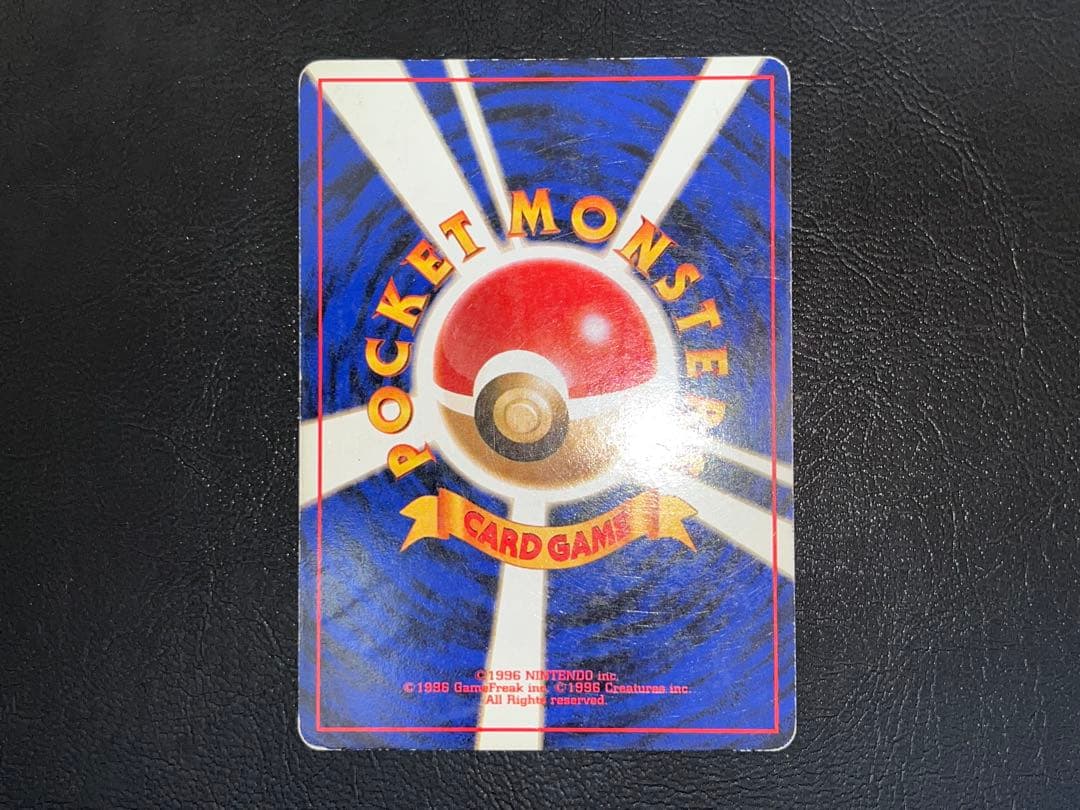 POCKET MONSTERS
CARD GAME
©1996 NINTENDO inc.
©1996 GameFreak inc. ©1996 Creatures inc.
All Rights reserved.